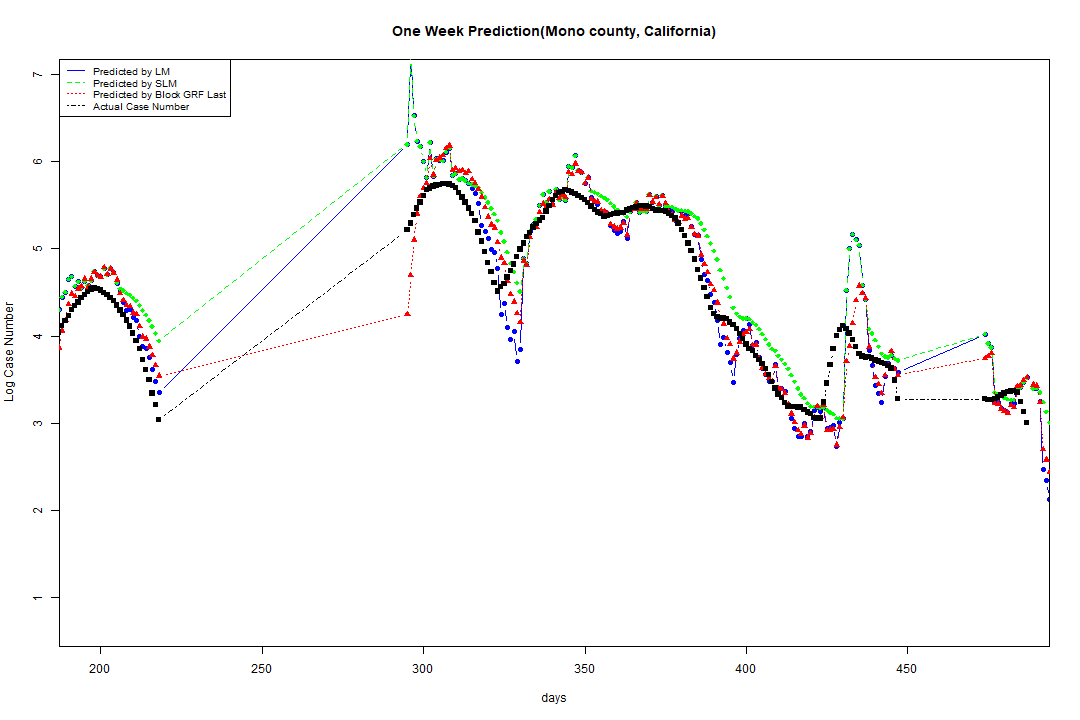 One Week Prediction(Mono county, California)
Predicted by LM
Predicted by SLM
Predicted by Block GRF Last
Actual Case Number
7
6
5
4
3
2
1
Log Case Number
200 250 300 350 400 450
days